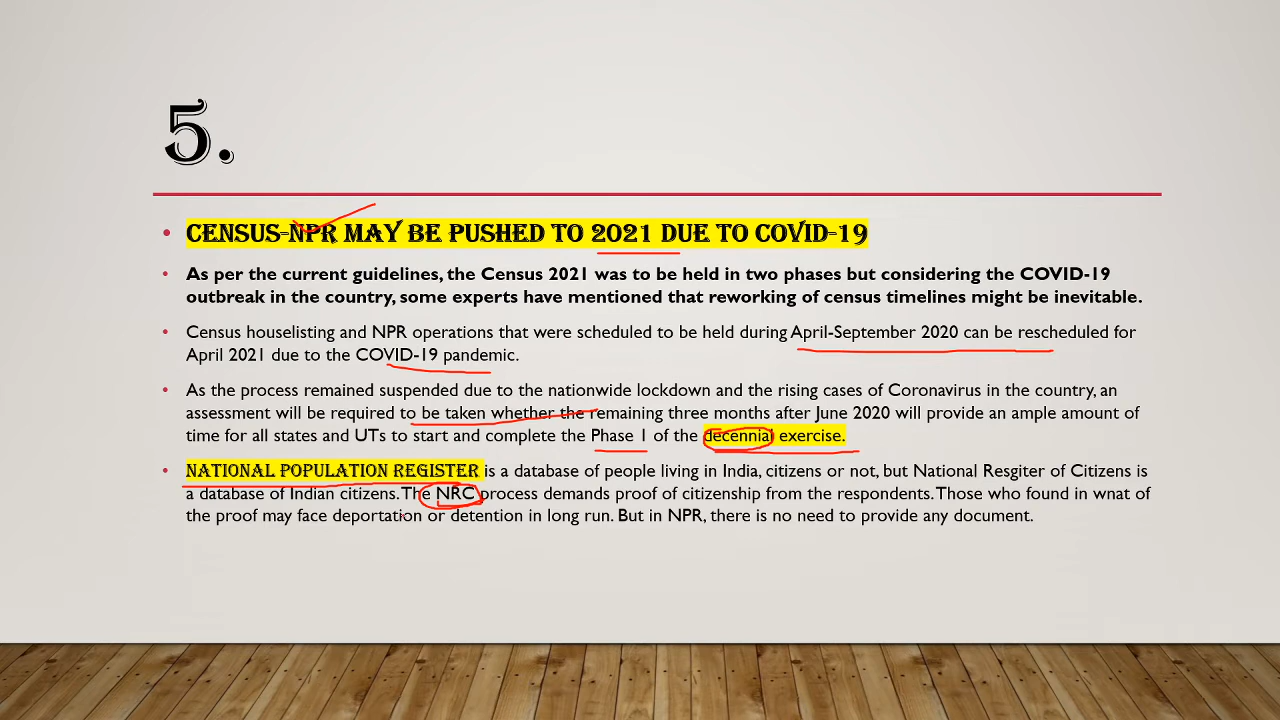 5.
CENSUS-NPR MAY BE PUSHED TO 2021 DUE TO COVID-19
As per the current guidelines, the Census 2021 was to be held in two phases but considering the COVID-19
outbreak in the country, some experts have mentioned that reworking of census timelines might be inevitable.
Census houselisting and NPR operations that were scheduled to be held during April-September 2020 can be rescheduled for
April 2021 due to the COVID-19 pandemic.
As the process remained suspended due to the nationwide lockdown and the rising cases of Coronavirus in the country, an
assessment will be required to be taken whether the remaining three months after June 2020 will provide an ample amount of
time for all states and UTs to start and complete the Phase 1 of the decennial exercise.
NATIONAL POPULATION REGISTER is a database of people living in India, citizens or not, but National Resgiter of Citizens is
a database of Indian citizens. The NRC process demands proof of citizenship from the respondents. Those who found in wnat of
the proof may face deportation or detention in long run. But in NPR, there is no need to provide any document.